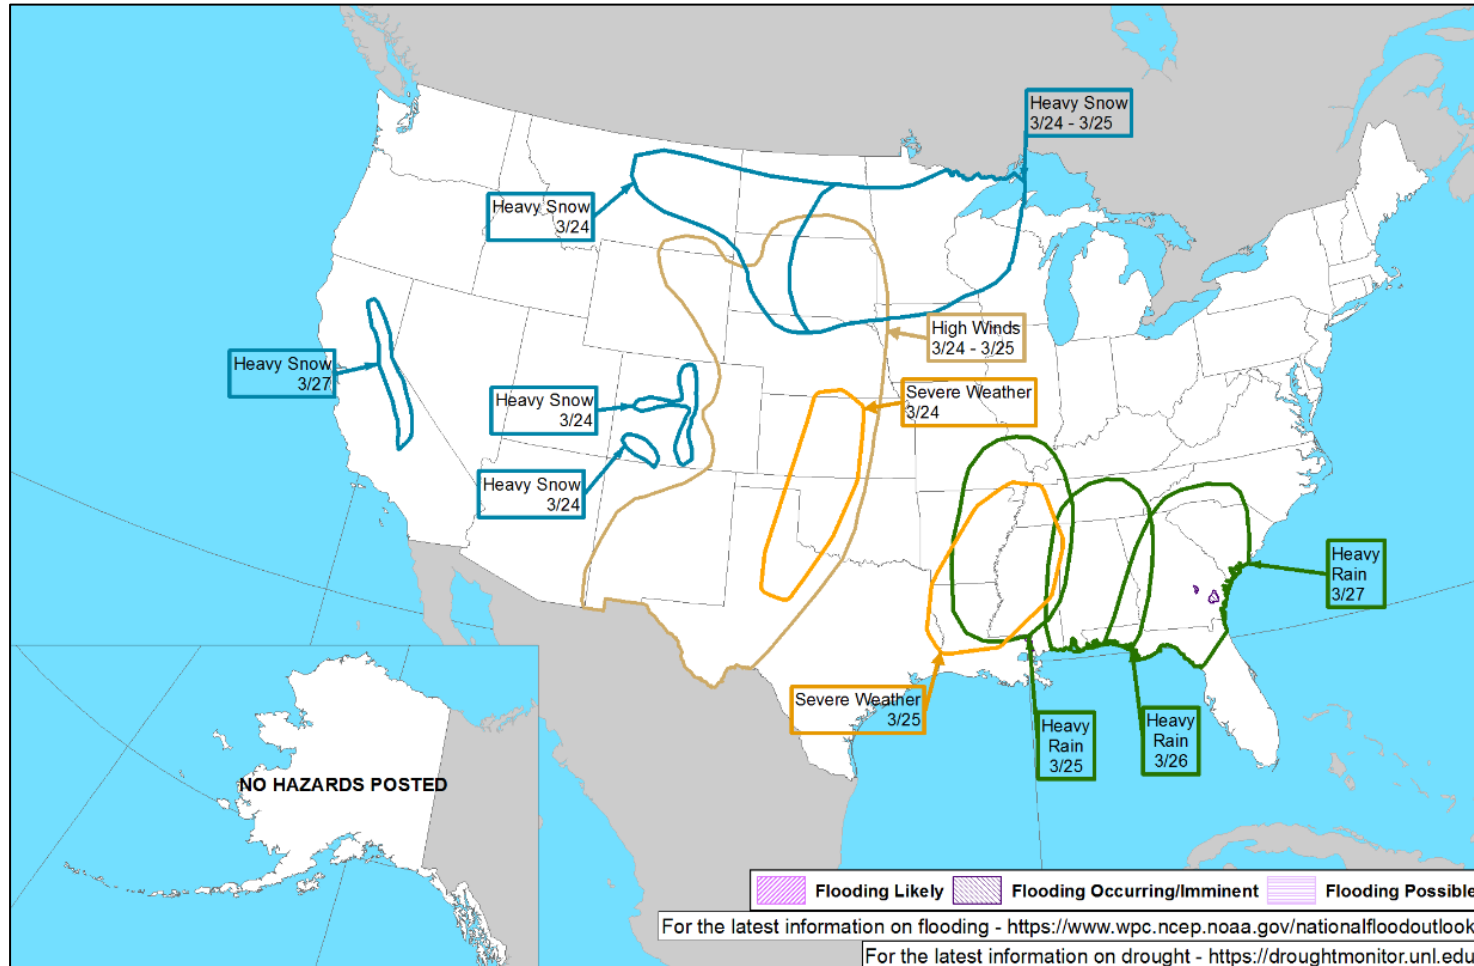 Heavy Snow
3/24 - 3/25
Heavy Snow
3/24
High Winds
3/24 - 3/25
Heavy Snow
3/27
Heavy Snow
3/24
Severe Weather
3/24
Heavy Snow
3/24
Heavy
Rain
3/27
Severe Weather
3/25
Heavy
Rain
3/25
Heavy
Rain
3/26
NO HAZARDS POSTED
Flooding Likely
Flooding Occurring/Imminent
Flooding Possible
For the latest information on flooding - https://www.wpc.ncep.noaa.gov/nationalfloodoutlook
For the latest information on drought - https://droughtmonitor.unl.edu